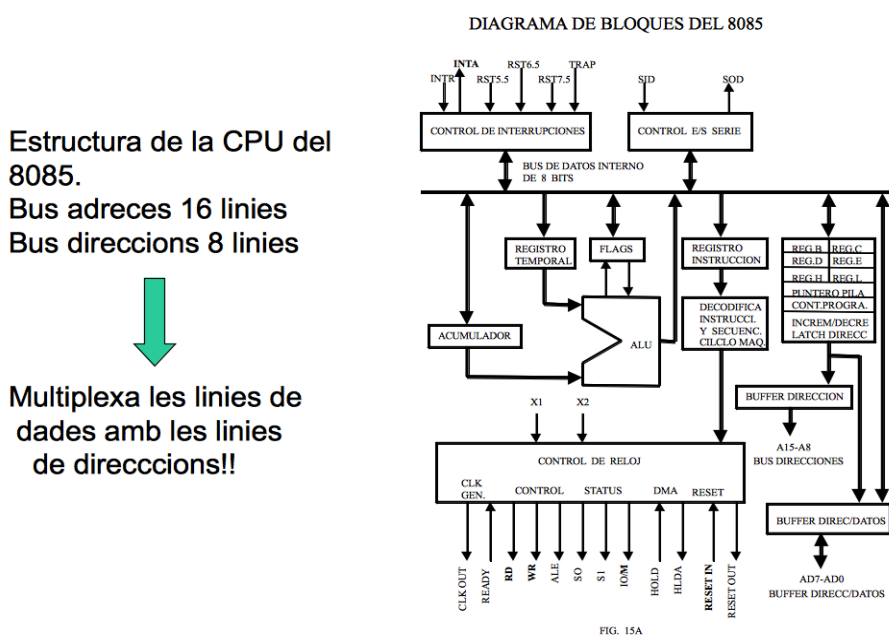 DIAGRAMA DE BLOQUES DEL 8085
Estructura de la CPU del
8085.
Bus adreces 16 linies
Bus direccions 8 linies
Multiplexa les linies de
dades amb les linies
de direcccions!!
INTR
INTA
RST5.5
RST6.5
RST7.5
TRAP
SID
SOD
CONTROL DE INTERRUPCIONES
CONTROL E/S SERIE
BUS DE DATOS INTERNO
DE 8 BITS
REGISTRO
TEMPORAL
FLAGS
REGISTRO
INSTRUCCION
REG.B REG.C
REG.D REG.E
REG.H REG.L
PUNTERO PILA
CONT.PROGRA.
INCREM/DECRE
LATCH DIRECC
ACUMULADOR
ALU
DECODIFICA
INSTRUCCI.
Y SECUENC.
CILCLO MAQ.
BUFFER DIRECCION
A15-A8
BUS DIRECCIONES
X1
X2
CONTROL DE RELOJ
CLK
GEN.
CONTROL
STATUS
DMA
RESET
BUFFER DIREC/DATOS
AD7-AD0
BUFFER DIRECC/DATOS
CLK OUT
READY
RD
WR
ALE
SO
S1
IO/M
HOLD
HLDA
RESET IN
RESET OUT
FIG. 15A